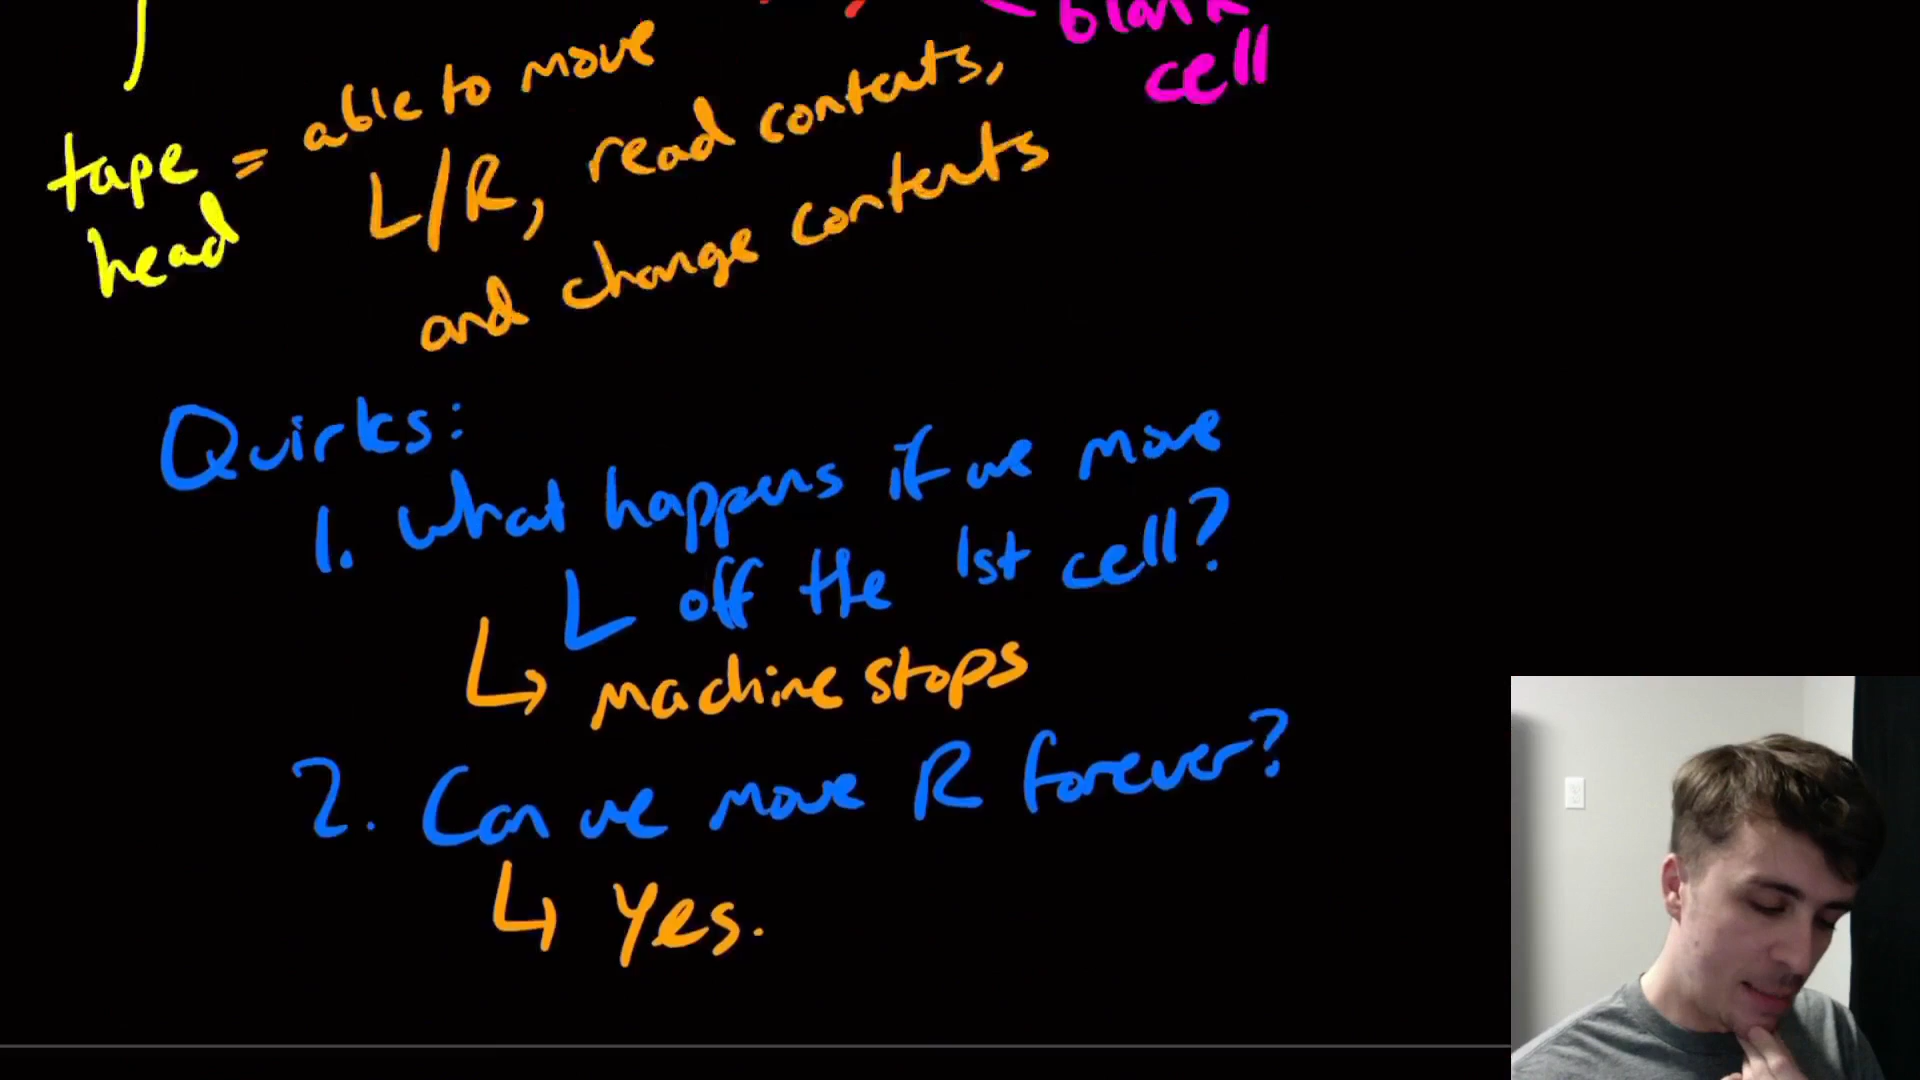 blank
cell
tape
head
= able to move
L/R, read contents,
and change contents
Quirks:
1. What happens if we move
L off the 1st cell?
↳ machine stops
2. Can we move R forever?
↳ Yes.